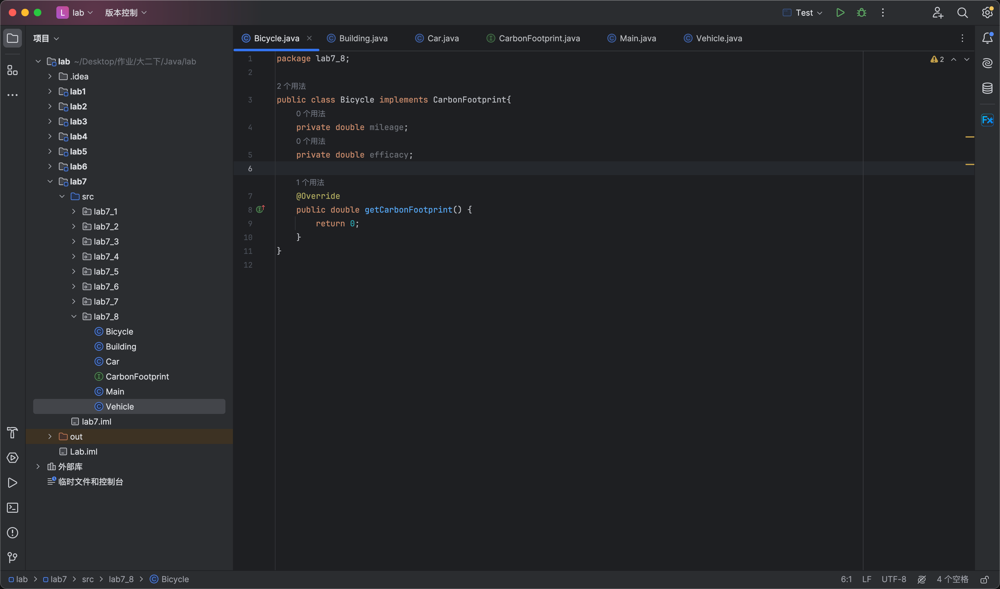 L lab 版本控制 Test
项目
Bicycle.java Building.java Car.java CarbonFootprint.java Main.java Vehicle.java
lab ~/Desktop/作业/大二下/Java/lab
.idea
lab1
lab2
lab3
lab4
lab5
lab6
lab7
src
lab7_1
lab7_2
lab7_3
lab7_4
lab7_5
lab7_6
lab7_7
lab7_8
Bicycle
Building
Car
CarbonFootprint
Main
Vehicle
lab7.iml
out
Lab.iml
外部库
临时文件和控制台
1 package lab7_8;
2
2 个用法
3 public class Bicycle implements CarbonFootprint{
0 个用法
4 private double mileage;
0 个用法
5 private double efficacy;
6
1 个用法
7 @Override
8 public double getCarbonFootprint() {
9 return 0;
10 }
11 }
12
2
Fx
lab > lab7 > src > lab7_8 > Bicycle
6:1 LF UTF-8 4 个空格